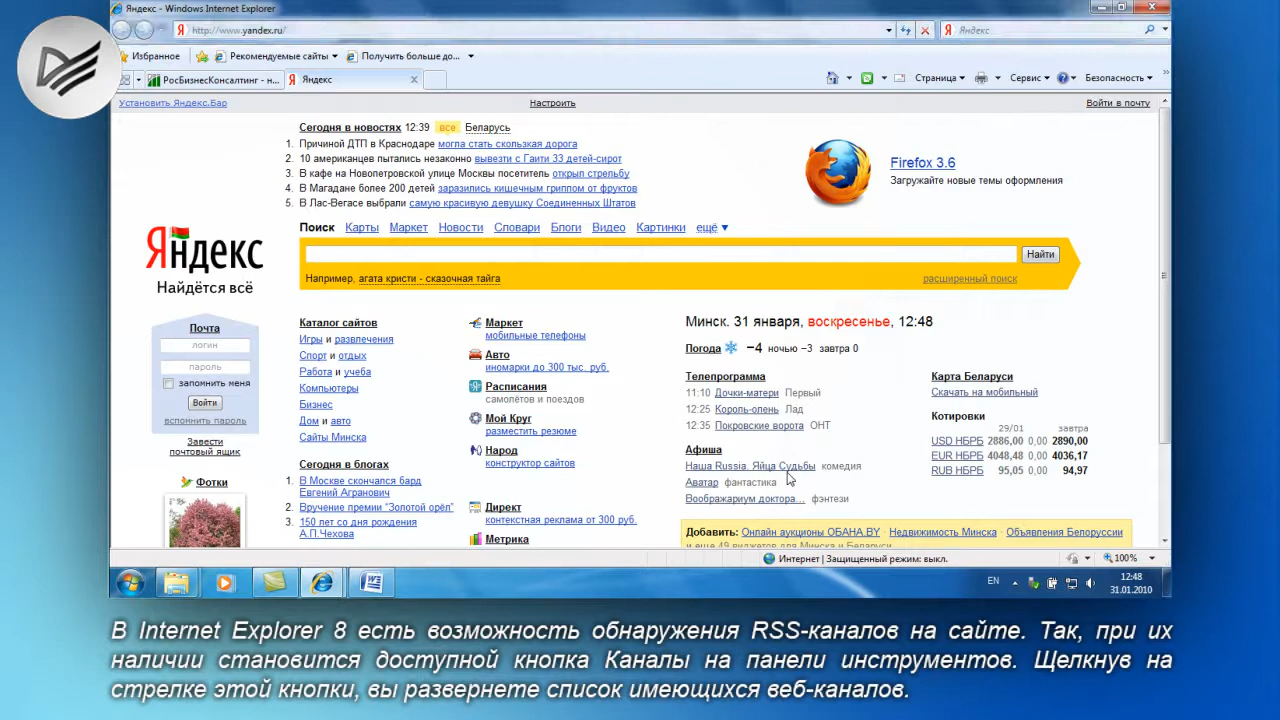 Яндекс - Windows Internet Explorer
http://www.yandex.ru/
Яндекс...
Избранное
Рекомендуемые сайты
Получить больше до...
РосБизнесКонсалтинг - н...
Яндекс
Страница
Сервис
Безопасность
Установить Яндекс.Бар
Настроить
Войти в почту
Сегодня в новостях 12:39 все Беларусь
1. Причиной ДТП в Краснодаре могла стать скользкая дорога
2. 10 американцев пытались незаконно вывезти с Гаити 33 детей-сирот
3. В кафе на Новопетровской улице Москвы посетитель открыл стрельбу
4. В Магадане более 200 детей заразились кишечным гриппом от фруктов
5. В Лас-Вегасе выбрали самую красивую девушку Соединенных Штатов
Firefox 3.6
Загружайте новые темы оформления
Яндекс
Найдётся всё
Поиск Карты Маркет Новости Словари Блоги Видео Картинки ещё
Найти
Например, агата кристи - сказочная тайга
расширенный поиск
Почта
логин
пароль
запомнить меня
Войти
вспомнить пароль
Завести
почтовый ящик
Фотки
Каталог сайтов
Игры и развлечения
Спорт и отдых
Работа и учеба
Компьютеры
Бизнес
Дом и авто
Сайты Минска
Сегодня в блогах
1. В Москве скончался бард
Евгений Агранович
2. Вручение премии "Золотой орёл"
3. 150 лет со дня рождения
А.П.Чехова
Маркет
мобильные телефоны
Авто
иномарки до 300 тыс. руб.
Расписания
самолётов и поездов
Мой Круг
разместить резюме
Народ
конструктор сайтов
Директ
контекстная реклама от 300 руб.
Метрика
Минск. 31 января, воскресенье, 12:48
Погода −4 ночью −3 завтра 0
Телепрограмма
11:10 Дочки-матери Первый
12:25 Король-олень Лад
12:35 Покровские ворота ОНТ
Афиша
Наша Russia. Яйца Судьбы комедия
Аватар фантастика
Воображариум доктора... фэнтези
Карта Беларуси
Скачать на мобильный
Котировки
29/01 завтра
USD НБРБ 2886,00 0,00 2890,00
EUR НБРБ 4048,48 0,00 4036,17
RUB НБРБ 95,05 0,00 94,97
Добавить: Онлайн аукционы ОБАНА.BY · Недвижимость Минска · Объявления Белоруссии
и еще 49 виджетов для Минска и Беларуси
Интернет | Защищенный режим: выкл.
100%
EN
12:48
31.01.2010
В Internet Explorer 8 есть возможность обнаружения RSS-каналов на сайте. Так, при их
наличии становится доступной кнопка Каналы на панели инструментов. Щелкнув на
стрелке этой кнопки, вы развернете список имеющихся веб-каналов.